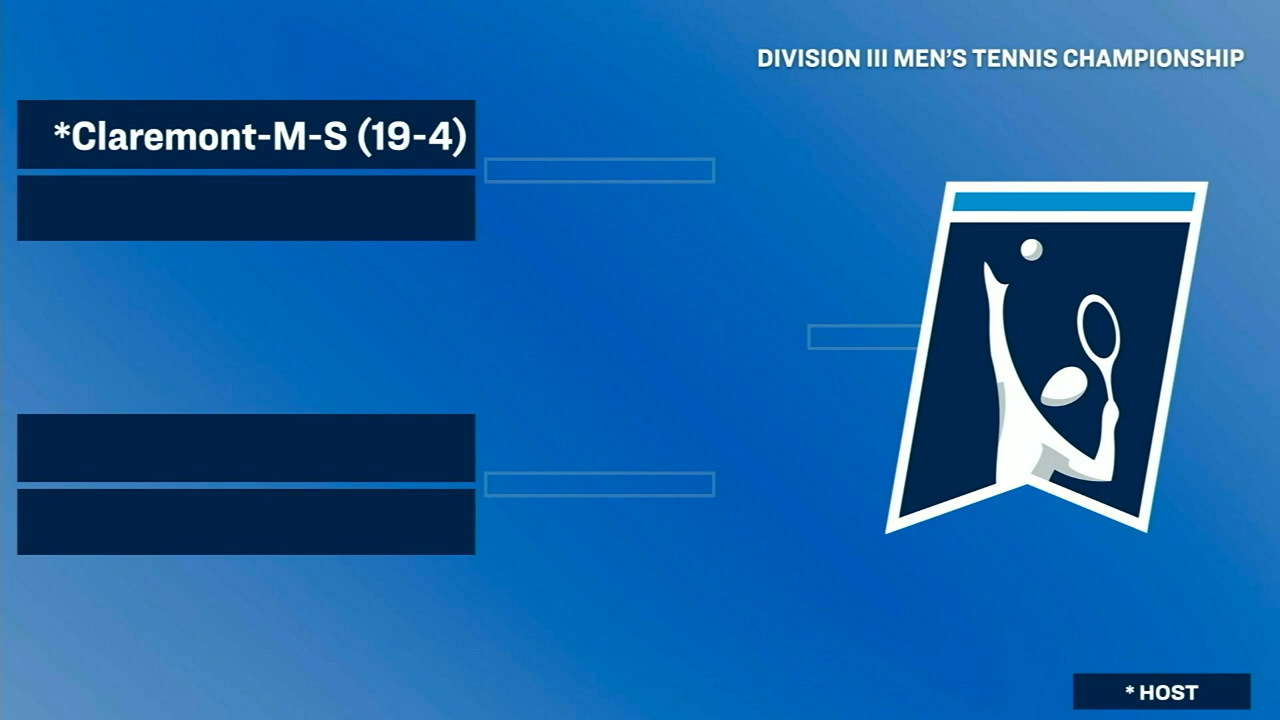 DIVISION III MEN'S TENNIS CHAMPIONSHIP
*Claremont-M-S (19-4)
* HOST